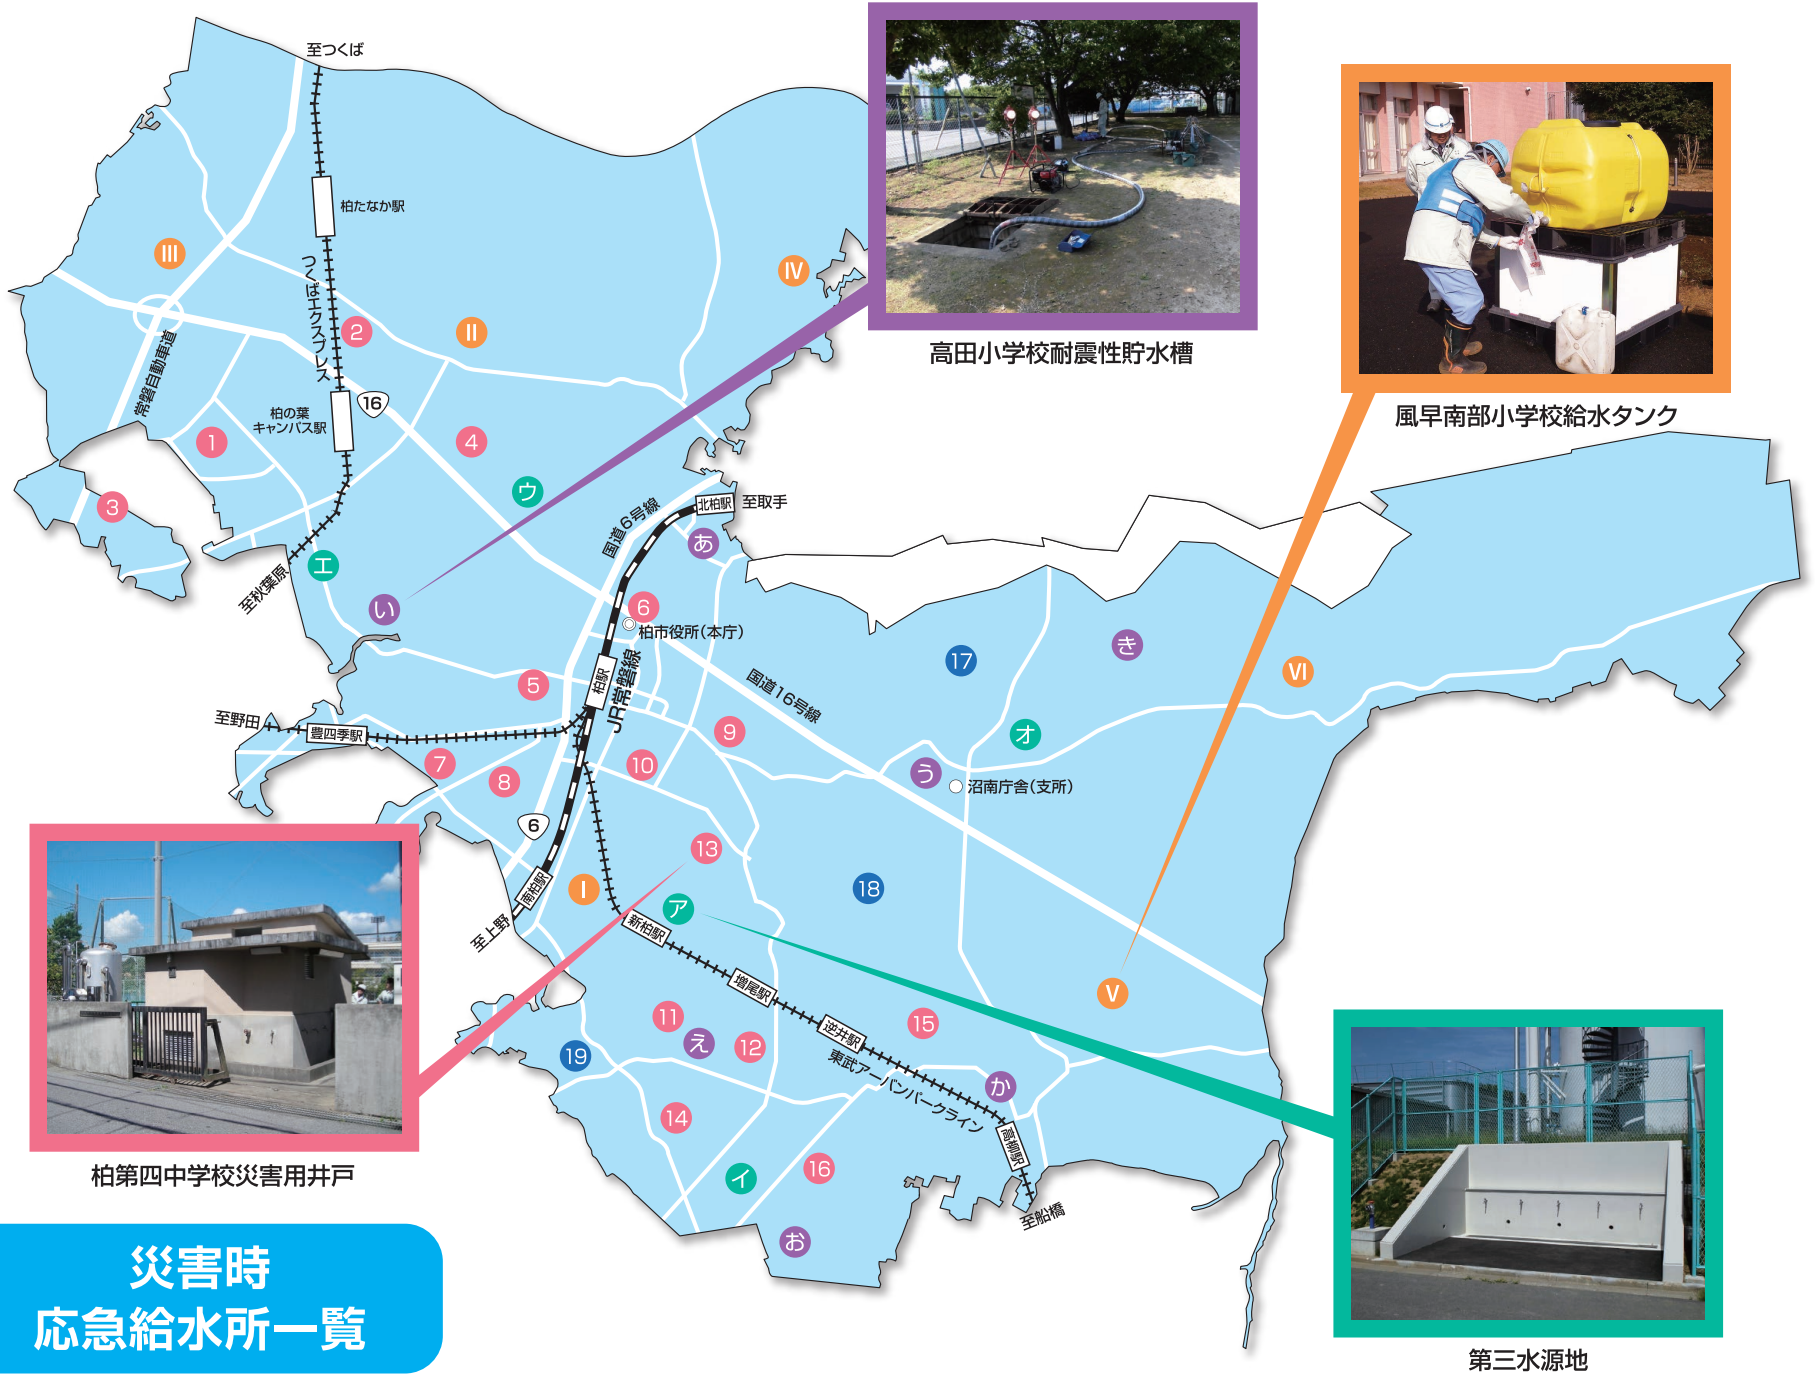 至つくば
柏たなか駅
つくばエクスプレス
常磐自動車道
柏の葉
キャンパス駅
16
Ⅲ
Ⅱ
Ⅳ
2
1
3
4
ウ
エ
い
至秋葉原
国道6号線
北柏駅
至取手
あ
6
柏市役所(本庁)
柏駅
JR常磐線
5
至野田
豊四季駅
7
8
9
10
国道16号線
17
き
Ⅵ
オ
う
沼南庁舎(支所)
6
13
18
Ⅰ
ア
南柏駅
至上野
新柏駅
増尾駅
逆井駅
東武アーバンパークライン
高柳駅
至船橋
Ⅴ
11
え
12
15
19
か
14
16
イ
お
高田小学校耐震性貯水槽
風早南部小学校給水タンク
柏第四中学校災害用井戸
第三水源地
災害時
応急給水所一覧